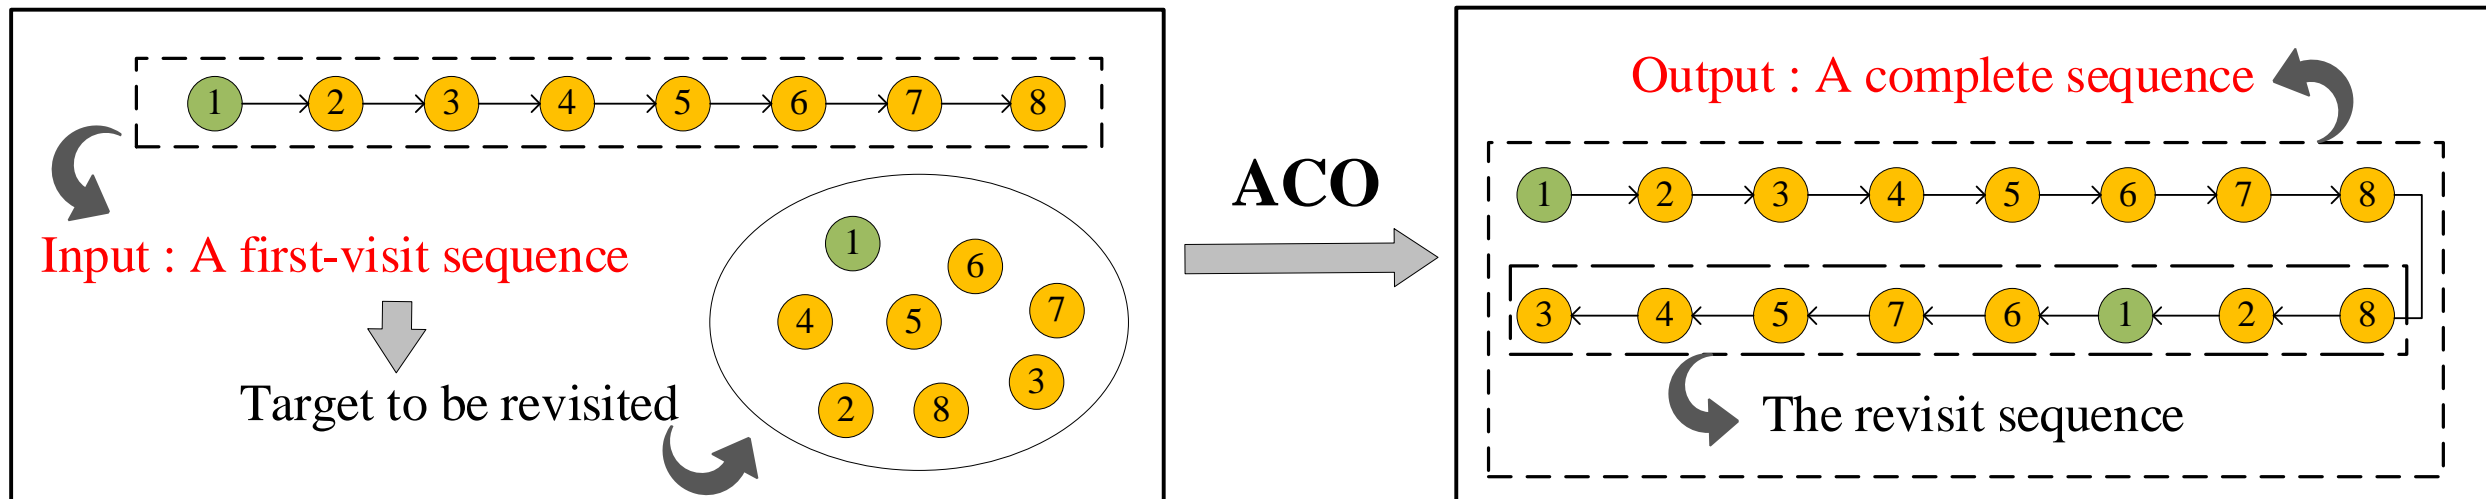 1 2 3 4 5 6 7 8
Input : A first-visit sequence
Target to be revisited
1
6
4 5 7
3
2 8
ACO
Output : A complete sequence
1 2 3 4 5 6 7 8
3 4 5 7 6 1 2 8
The revisit sequence